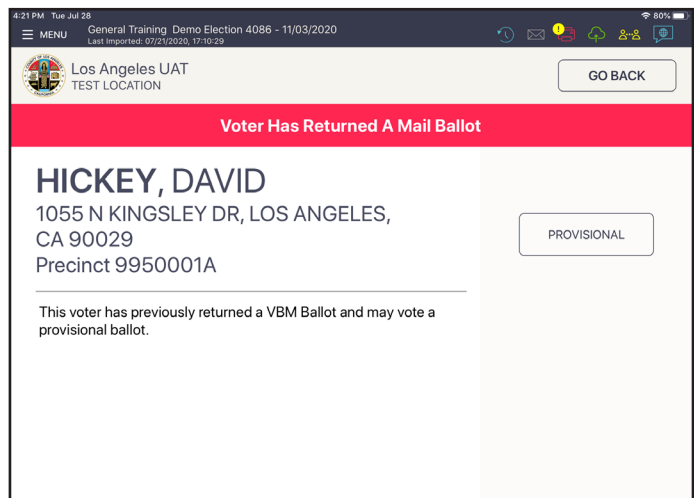 4:21 PM Tue Jul 28
80%
MENU
General Training Demo Election 4086 - 11/03/2020
Last Imported: 07/21/2020, 17:10:29
Los Angeles UAT
TEST LOCATION
GO BACK
Voter Has Returned A Mail Ballot
HICKEY, DAVID
1055 N KINGSLEY DR, LOS ANGELES,
CA 90029
Precinct 9950001A
PROVISIONAL
This voter has previously returned a VBM Ballot and may vote a
provisional ballot.